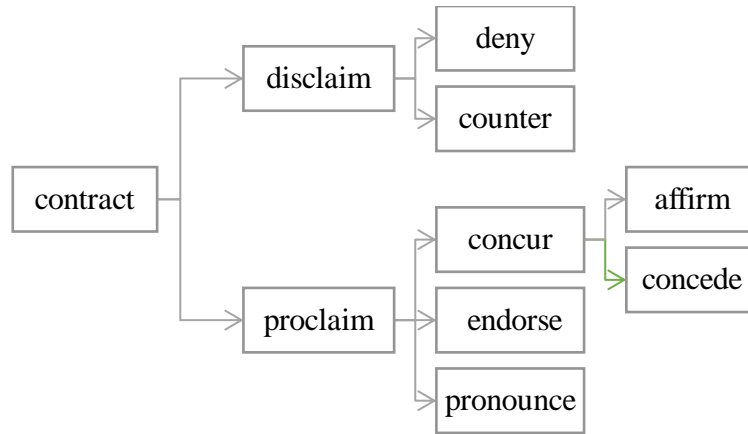 deny
disclaim
counter
contract
affirm
concur
concede
proclaim
endorse
pronounce